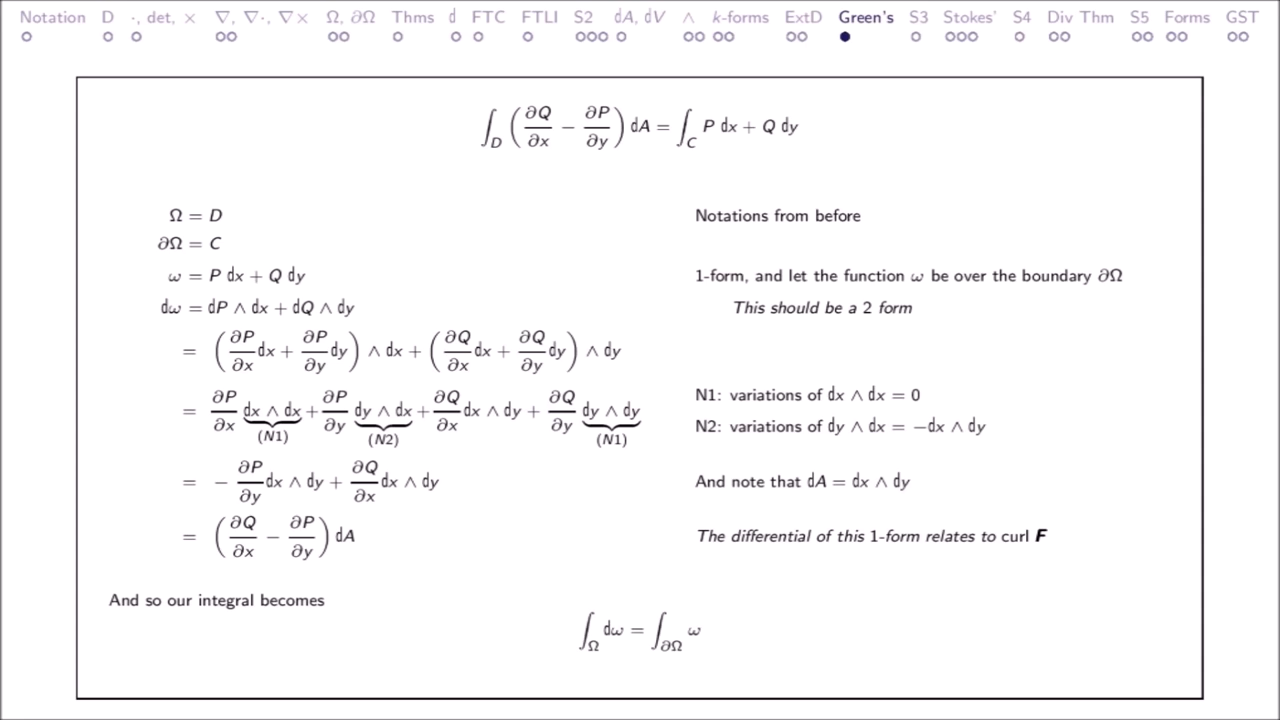 Notation D ·, det, × ∇, ∇·, ∇× Ω, ∂Ω Thms d FTC FTLI S2 dA, dV ∧ k-forms ExtD Green's S3 Stokes' S4 Div Thm S5 Forms GST
∫_D (∂Q/∂x − ∂P/∂y) dA = ∫_C P dx + Q dy
Ω = D Notations from before
∂Ω = C
ω = P dx + Q dy 1-form, and let the function ω be over the boundary ∂Ω
dω = dP ∧ dx + dQ ∧ dy This should be a 2 form
= (∂P/∂x dx + ∂P/∂y dy) ∧ dx + (∂Q/∂x dx + ∂Q/∂y dy) ∧ dy
= ∂P/∂x dx ∧ dx (N1) + ∂P/∂y dy ∧ dx (N2) + ∂Q/∂x dx ∧ dy + ∂Q/∂y dy ∧ dy (N1)
N1: variations of dx ∧ dx = 0
N2: variations of dy ∧ dx = −dx ∧ dy
= − ∂P/∂y dx ∧ dy + ∂Q/∂x dx ∧ dy And note that dA = dx ∧ dy
= (∂Q/∂x − ∂P/∂y) dA The differential of this 1-form relates to curl F
And so our integral becomes
∫_Ω dω = ∫_∂Ω ω